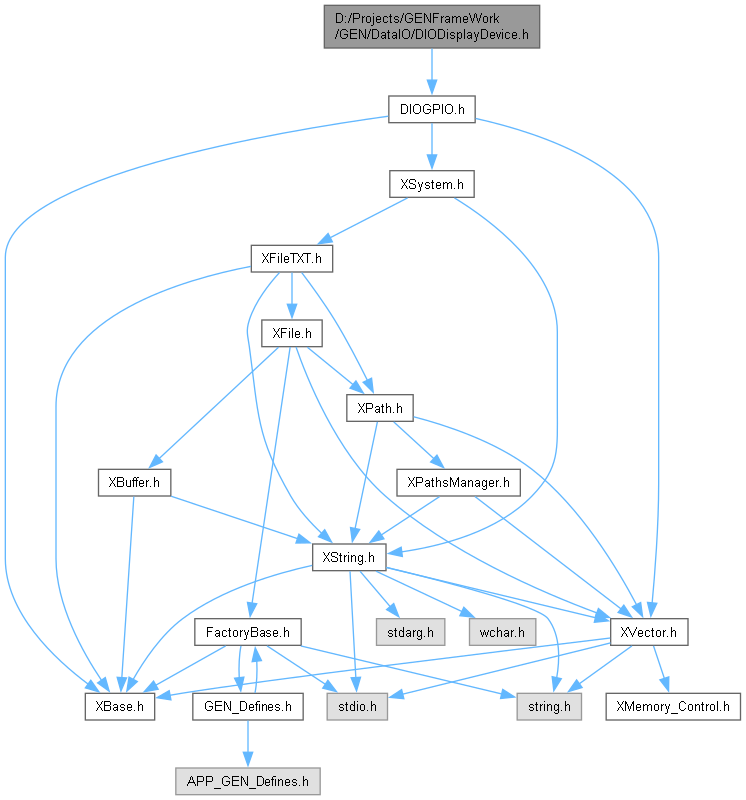 D:/Projects/GENFrameWork
/GEN/DataIO/DIODisplayDevice.h
DIOGPIO.h
XSystem.h
XFileTXT.h
XFile.h
XPath.h
XBuffer.h
XPathsManager.h
XString.h
FactoryBase.h
stdarg.h
wchar.h
XVector.h
XBase.h
GEN_Defines.h
stdio.h
string.h
XMemory_Control.h
APP_GEN_Defines.h